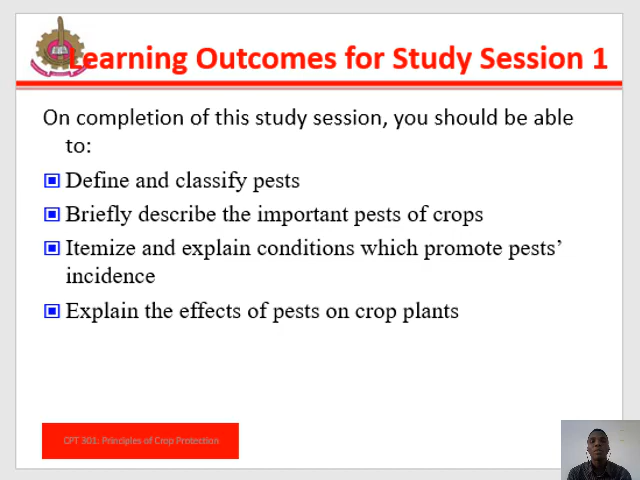 Learning Outcomes for Study Session 1
On completion of this study session, you should be able
to:
Define and classify pests
Briefly describe the important pests of crops
Itemize and explain conditions which promote pests’
incidence
Explain the effects of pests on crop plants
CPT 301: Principles of Crop Protection